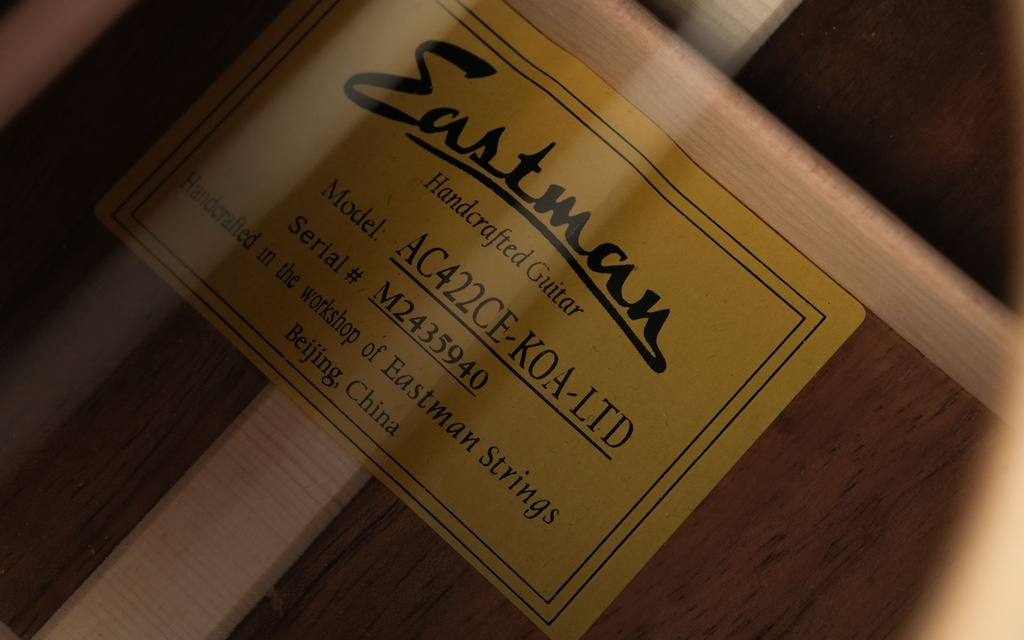 Eastman
Handcrafted Guitar
Model: AC422CE-KOA-LTD
Serial # M2435940
Handcrafted in the workshop of Eastman Strings
Beijing, China